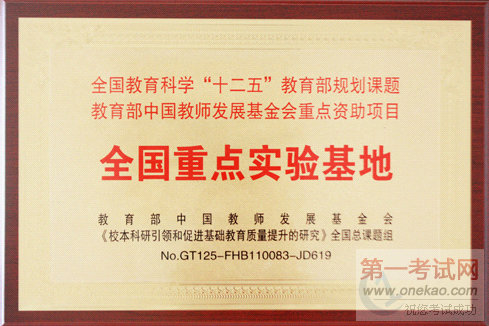 全国教育科学“十二五”教育部规划课题
教育部中国教师发展基金会重点资助项目
全国重点实验基地
教育部中国教师发展基金会
《校本科研引领和促进基础教育质量提升的研究》全国总课题组
No.GT125-FHB110083-JD619
第一考试网
www.onekao.com
祝您考试成功